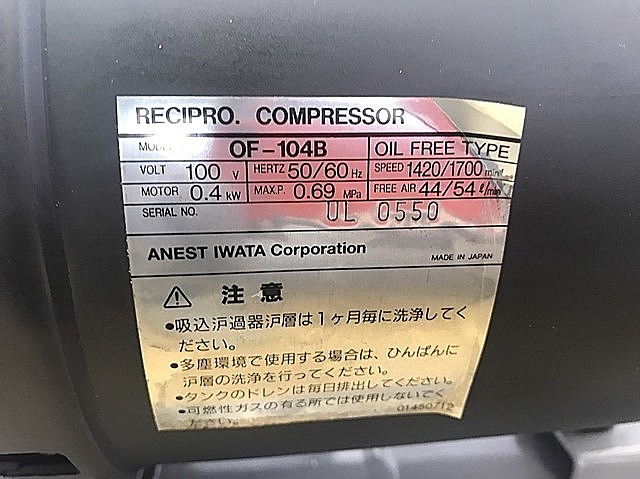 RECIPRO. COMPRESSOR
MODEL OF-104B OIL FREE TYPE
VOLT 100 V HERTZ 50/60 Hz SPEED 1420/1700 min⁻¹
MOTOR 0.4 kW MAX.P. 0.69 MPa FREE AIR 44/54 ℓ/min
SERIAL NO. UL 0550
ANEST IWATA Corporation MADE IN JAPAN
⚠ 注意
●吸込沪過器沪層は1ヶ月毎に洗浄してく
ださい。
●多塵環境で使用する場合は、ひんぱんに
沪層の洗浄を行ってください。
●タンクのドレンは毎日排出してください。
●可燃性ガスの有る所では使用しないでく
ださい。 01450712